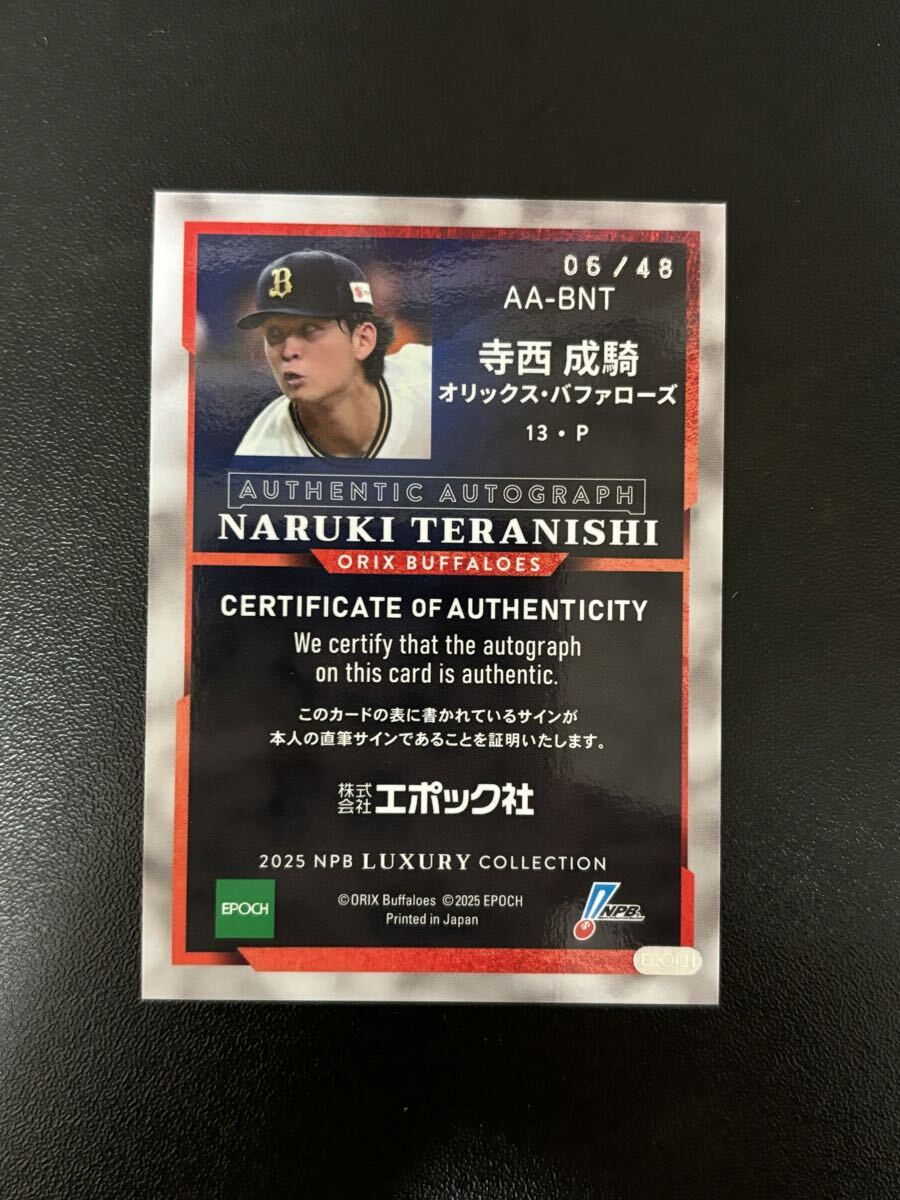 B
06/48
AA-BNT
寺西 成騎
オリックス・バファローズ
13・P
AUTHENTIC AUTOGRAPH
NARUKI TERANISHI
ORIX BUFFALOES
CERTIFICATE OF AUTHENTICITY
We certify that the autograph
on this card is authentic.
このカードの表に書かれているサインが
本人の直筆サインであることを証明いたします。
株式会社エポック社
2025 NPB LUXURY COLLECTION
EPOCH
©ORIX Buffaloes ©2025 EPOCH
Printed in Japan
NPB
EPOCH